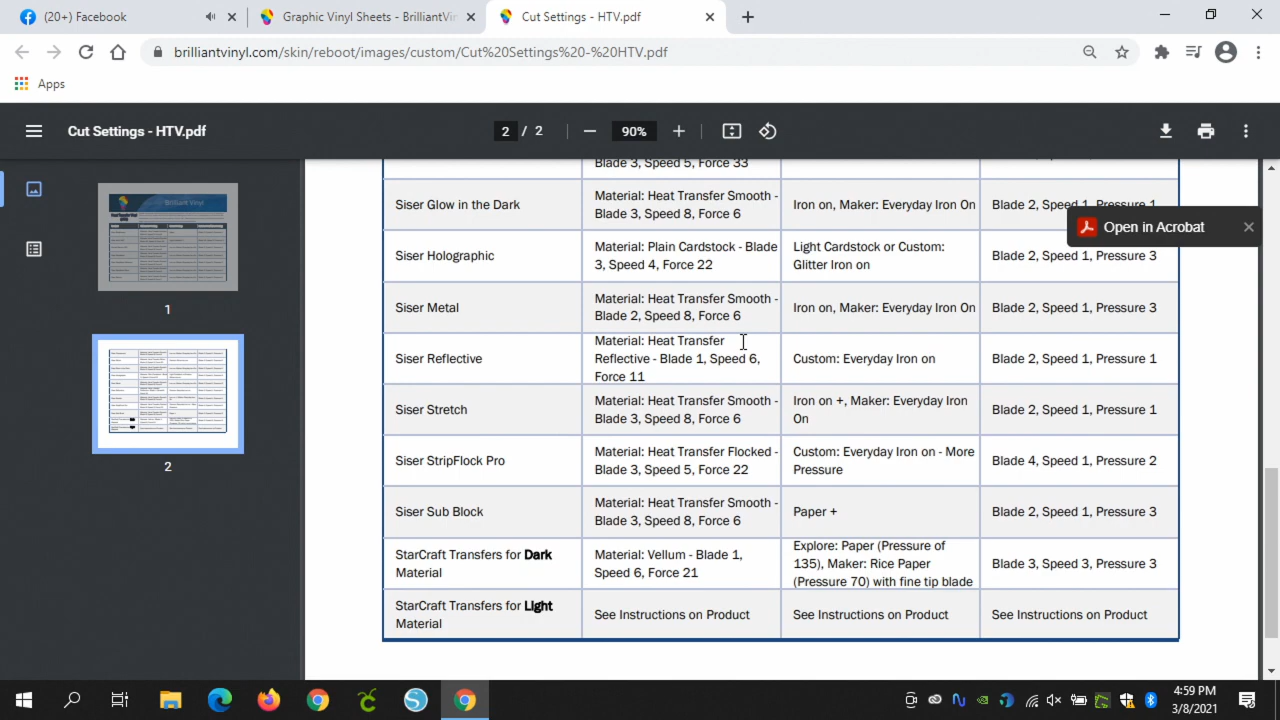 (20+) Facebook
Graphic Vinyl Sheets - BrilliantVin
Cut Settings - HTV.pdf
brilliantvinyl.com/skin/reboot/images/custom/Cut%20Settings%20-%20HTV.pdf
Apps
Cut Settings - HTV.pdf
2 / 2
90%
Open in Acrobat
1
2
Blade 3, Speed 5, Force 33
Siser Glow in the Dark
Material: Heat Transfer Smooth -
Blade 3, Speed 8, Force 6
Iron on, Maker: Everyday Iron On
Blade 2, Speed 1, Pressure 1
Siser Holographic
Material: Plain Cardstock - Blade
3, Speed 4, Force 22
Light Cardstock or Custom:
Glitter Iron on
Blade 2, Speed 1, Pressure 3
Siser Metal
Material: Heat Transfer Smooth -
Blade 2, Speed 8, Force 6
Iron on, Maker: Everyday Iron On
Blade 2, Speed 1, Pressure 3
Siser Reflective
Material: Heat Transfer
Reflective - Blade 1, Speed 6,
Force 11
Custom: Everyday Iron on
Blade 2, Speed 1, Pressure 1
Siser Stretch
Material: Heat Transfer Smooth -
Blade 3, Speed 8, Force 6
Iron on +, Maker: Everyday Iron
On
Blade 2, Speed 1, Pressure 1
Siser StripFlock Pro
Material: Heat Transfer Flocked -
Blade 3, Speed 5, Force 22
Custom: Everyday Iron on - More
Pressure
Blade 4, Speed 1, Pressure 2
Siser Sub Block
Material: Heat Transfer Smooth -
Blade 3, Speed 8, Force 6
Paper +
Blade 2, Speed 1, Pressure 3
StarCraft Transfers for Dark
Material
Material: Vellum - Blade 1,
Speed 6, Force 21
Explore: Paper (Pressure of
135), Maker: Rice Paper
(Pressure 70) with fine tip blade
Blade 3, Speed 3, Pressure 3
StarCraft Transfers for Light
Material
See Instructions on Product
See Instructions on Product
See Instructions on Product
4:59 PM
3/8/2021